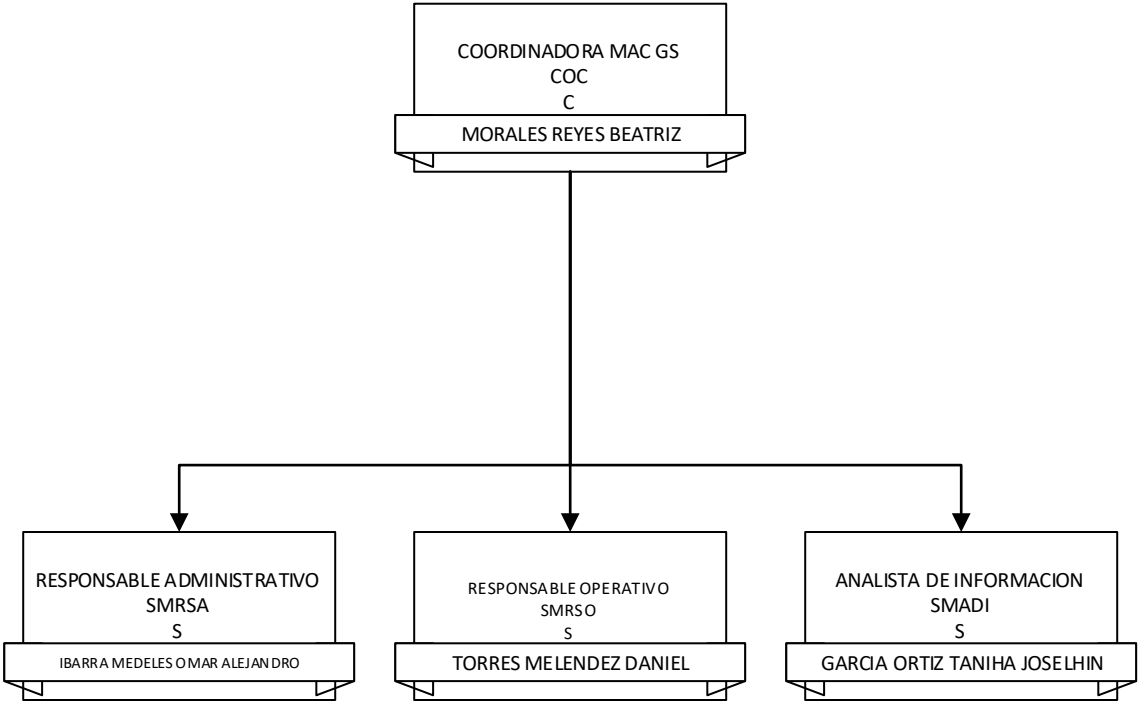 COORDINADORA MAC GS
COC
C
MORALES REYES BEATRIZ
RESPONSABLE ADMINISTRATIVO
SMRSA
S
IBARRA MEDELES OMAR ALEJANDRO
RESPONSABLE OPERATIVO
SMRSO
S
TORRES MELENDEZ DANIEL
ANALISTA DE INFORMACION
SMADI
S
GARCIA ORTIZ TANIHA JOSELHIN